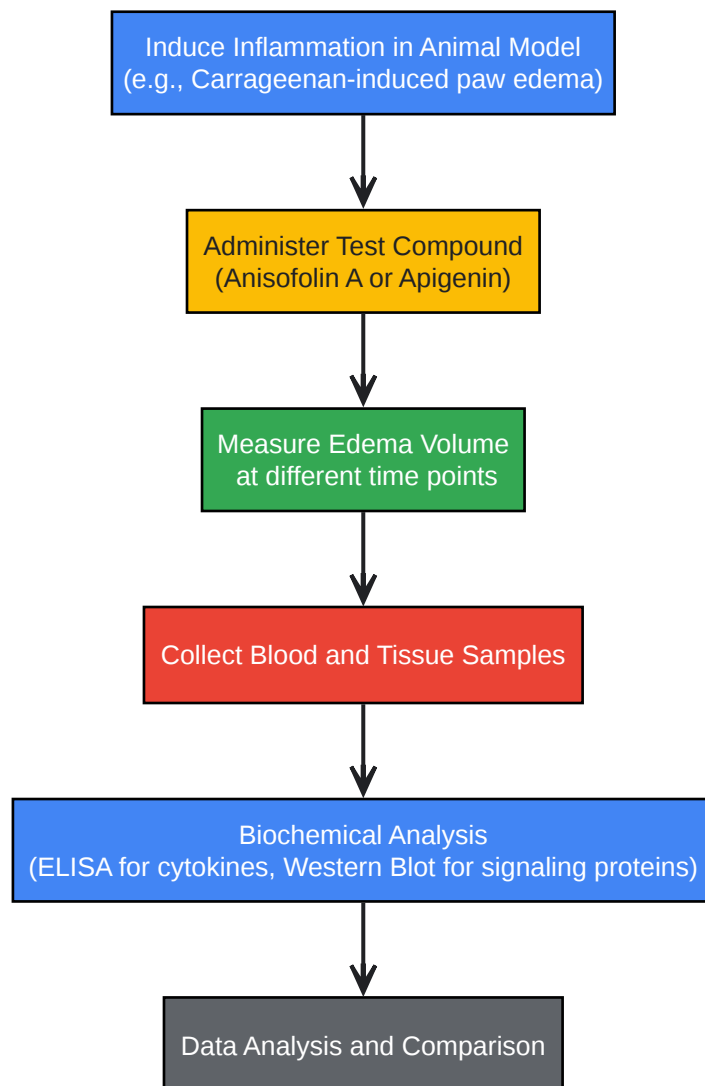 Induce Inflammation in Animal Model
(e.g., Carrageenan-induced paw edema)
Administer Test Compound
(Anisofolin A or Apigenin)
Measure Edema Volume
at different time points
Collect Blood and Tissue Samples
Biochemical Analysis
(ELISA for cytokines, Western Blot for signaling proteins)
Data Analysis and Comparison